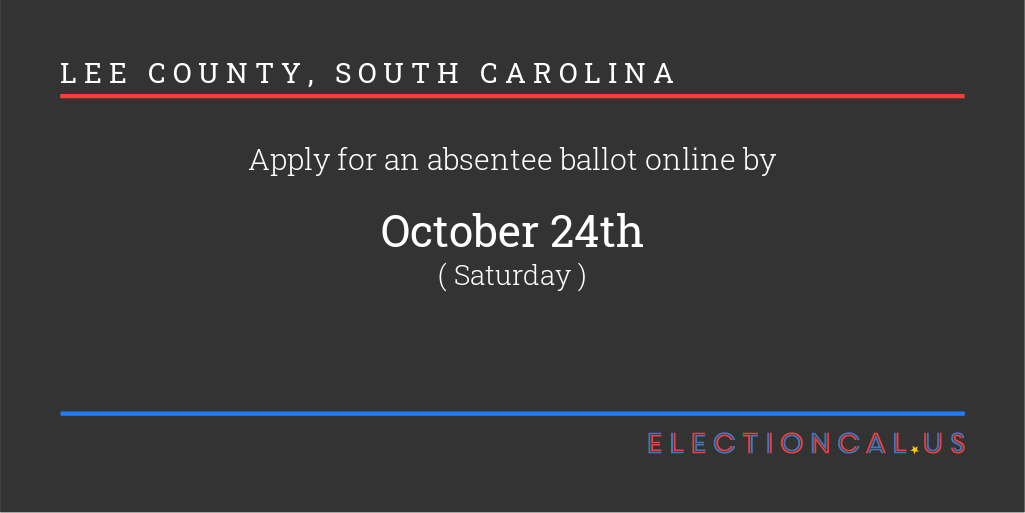 LEE COUNTY, SOUTH CAROLINA
Apply for an absentee ballot online by
October 24th
( Saturday )
ELECTIONCAL.US